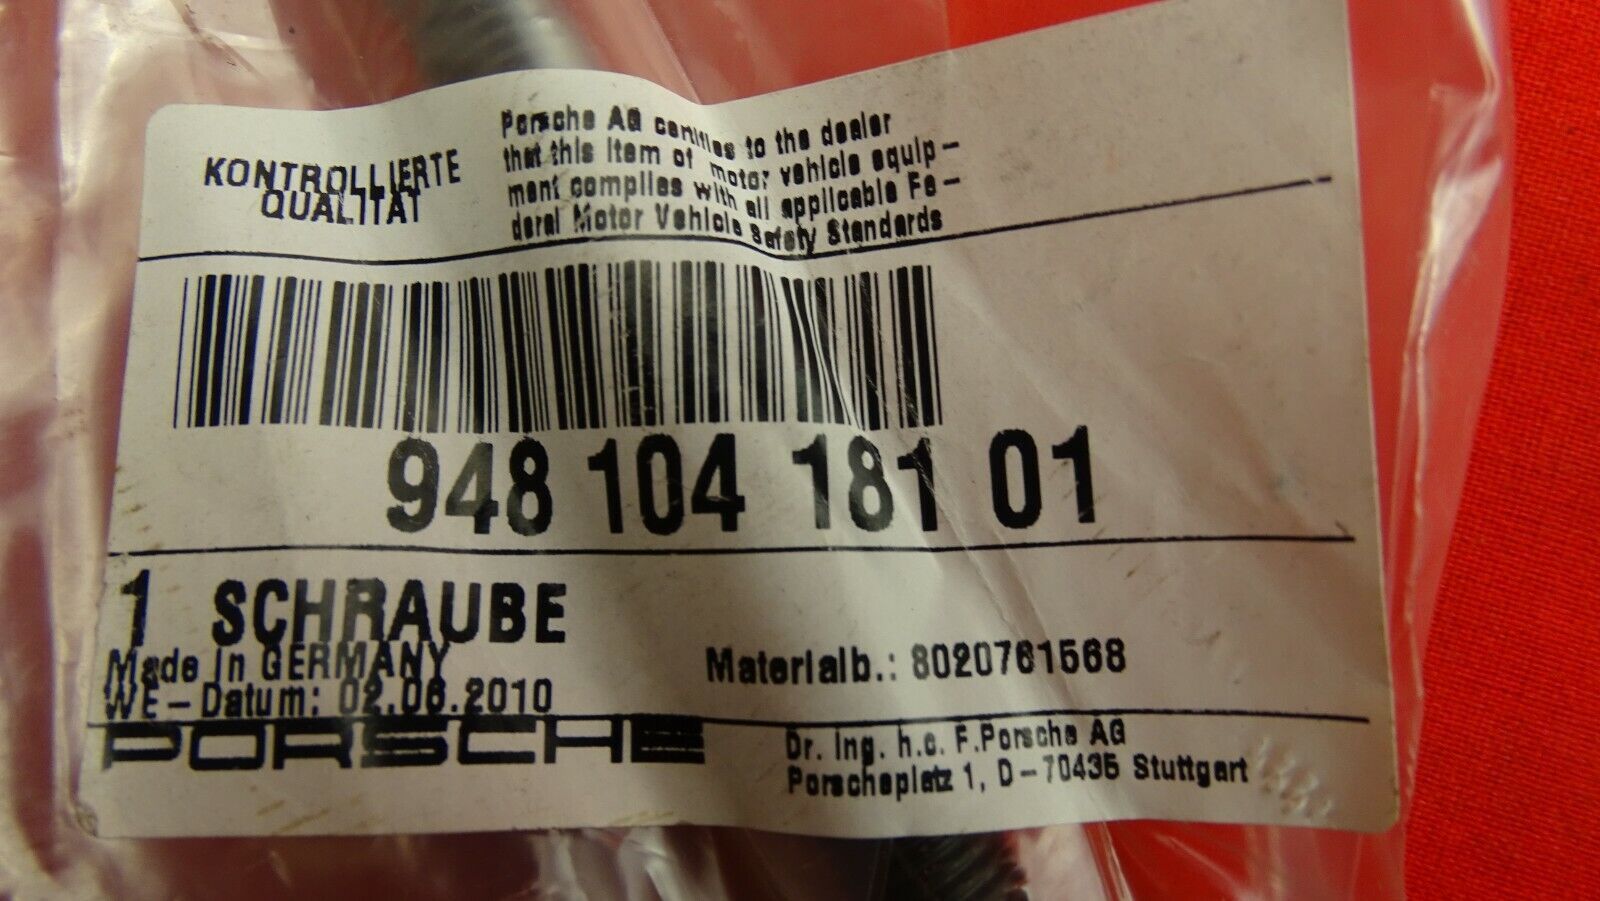 KONTROLLIERTE
QUALITÄT
Porsche AG certifies to the dealer
that this item of motor vehicle equip-
ment complies with all applicable Fe-
deral Motor Vehicle Safety Standards
948 104 181 01
1 SCHRAUBE
Made in GERMANY
WE-Datum: 02.06.2010
Materialb.: 8020761568
PORSCHE
Dr. Ing. h.c. F.Porsche AG
Porscheplatz 1, D-70435 Stuttgart